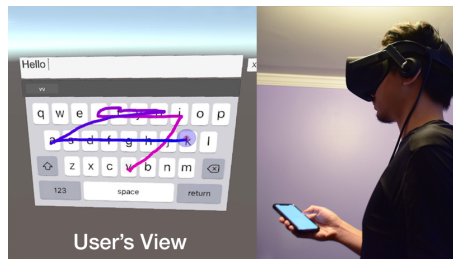 Hello
x
q w e i o p
a s d f g h j k l
z x c v b n m
123 space return
User's View